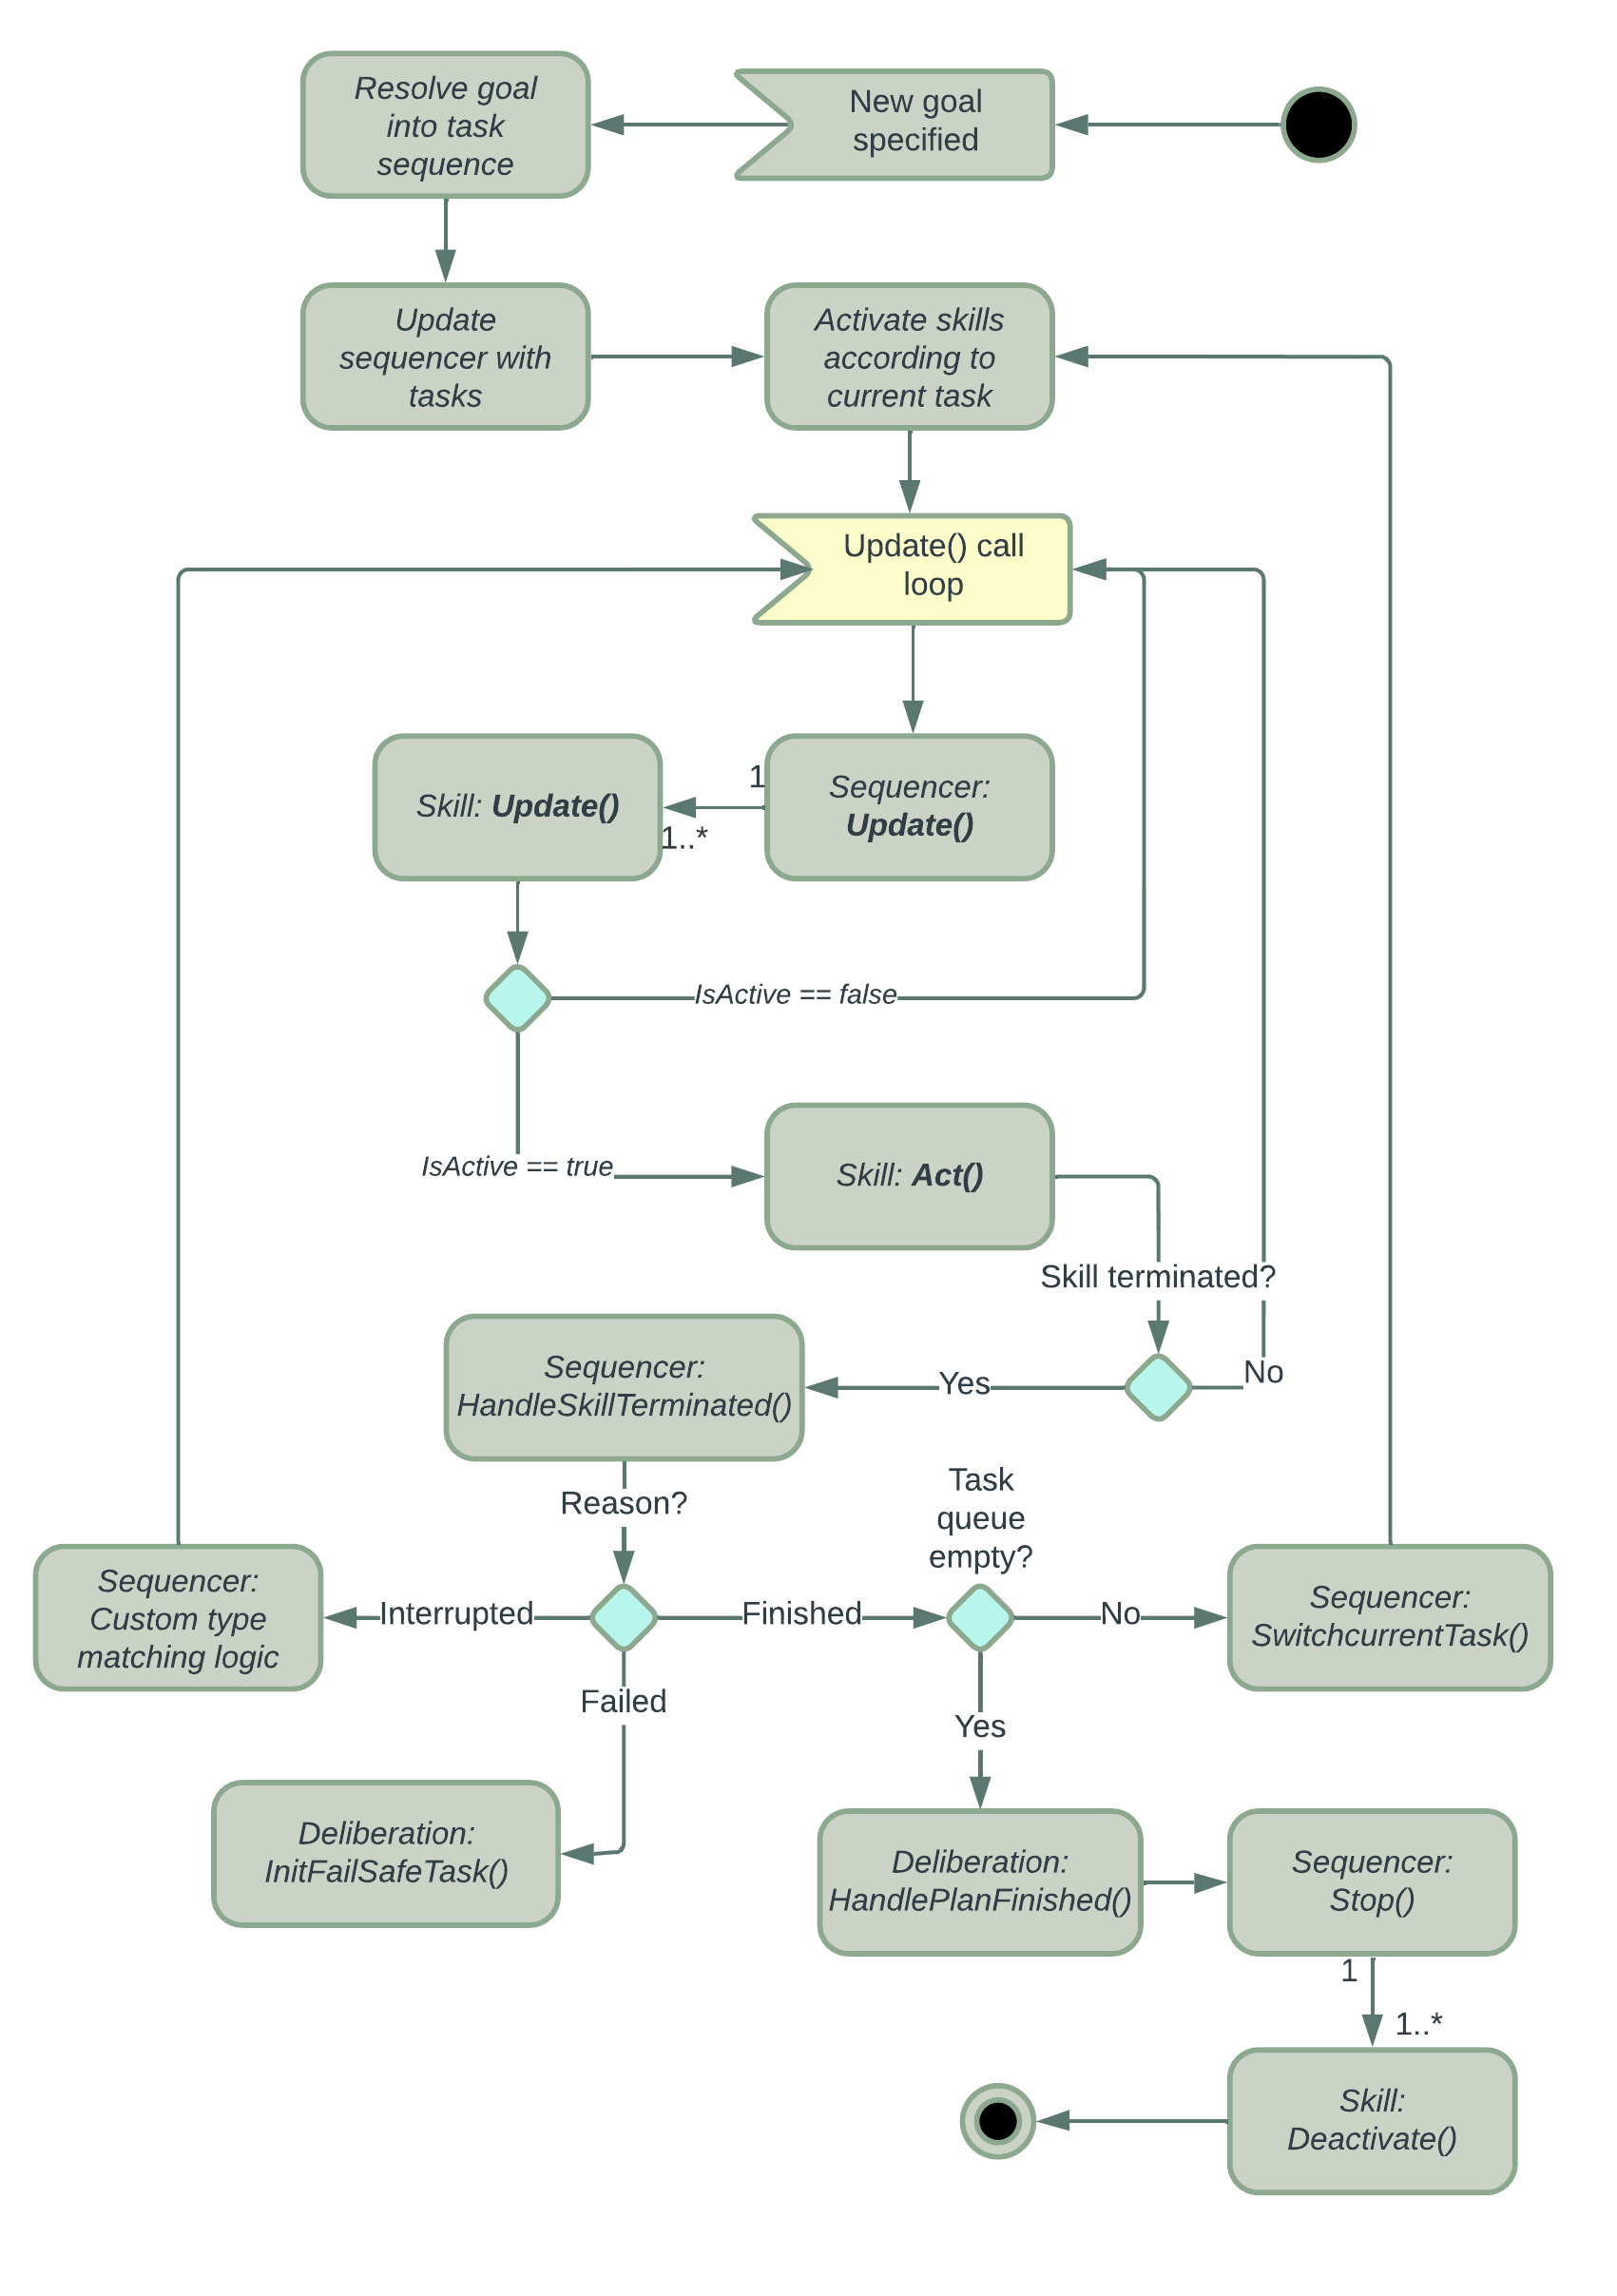 Resolve goal
into task
sequence
New goal
specified
Update
sequencer with
tasks
Activate skills
according to
current task
Update() call
loop
Skill: Update()
1
1..*
Sequencer:
Update()
IsActive == false
IsActive == true
Skill: Act()
Skill terminated?
Sequencer:
HandleSkillTerminated()
Yes
No
Reason?
Task
queue
empty?
Sequencer:
Custom type
matching logic
Interrupted
Finished
No
Sequencer:
SwitchcurrentTask()
Failed
Yes
Deliberation:
InitFailSafeTask()
Deliberation:
HandlePlanFinished()
Sequencer:
Stop()
1
1..*
Skill:
Deactivate()